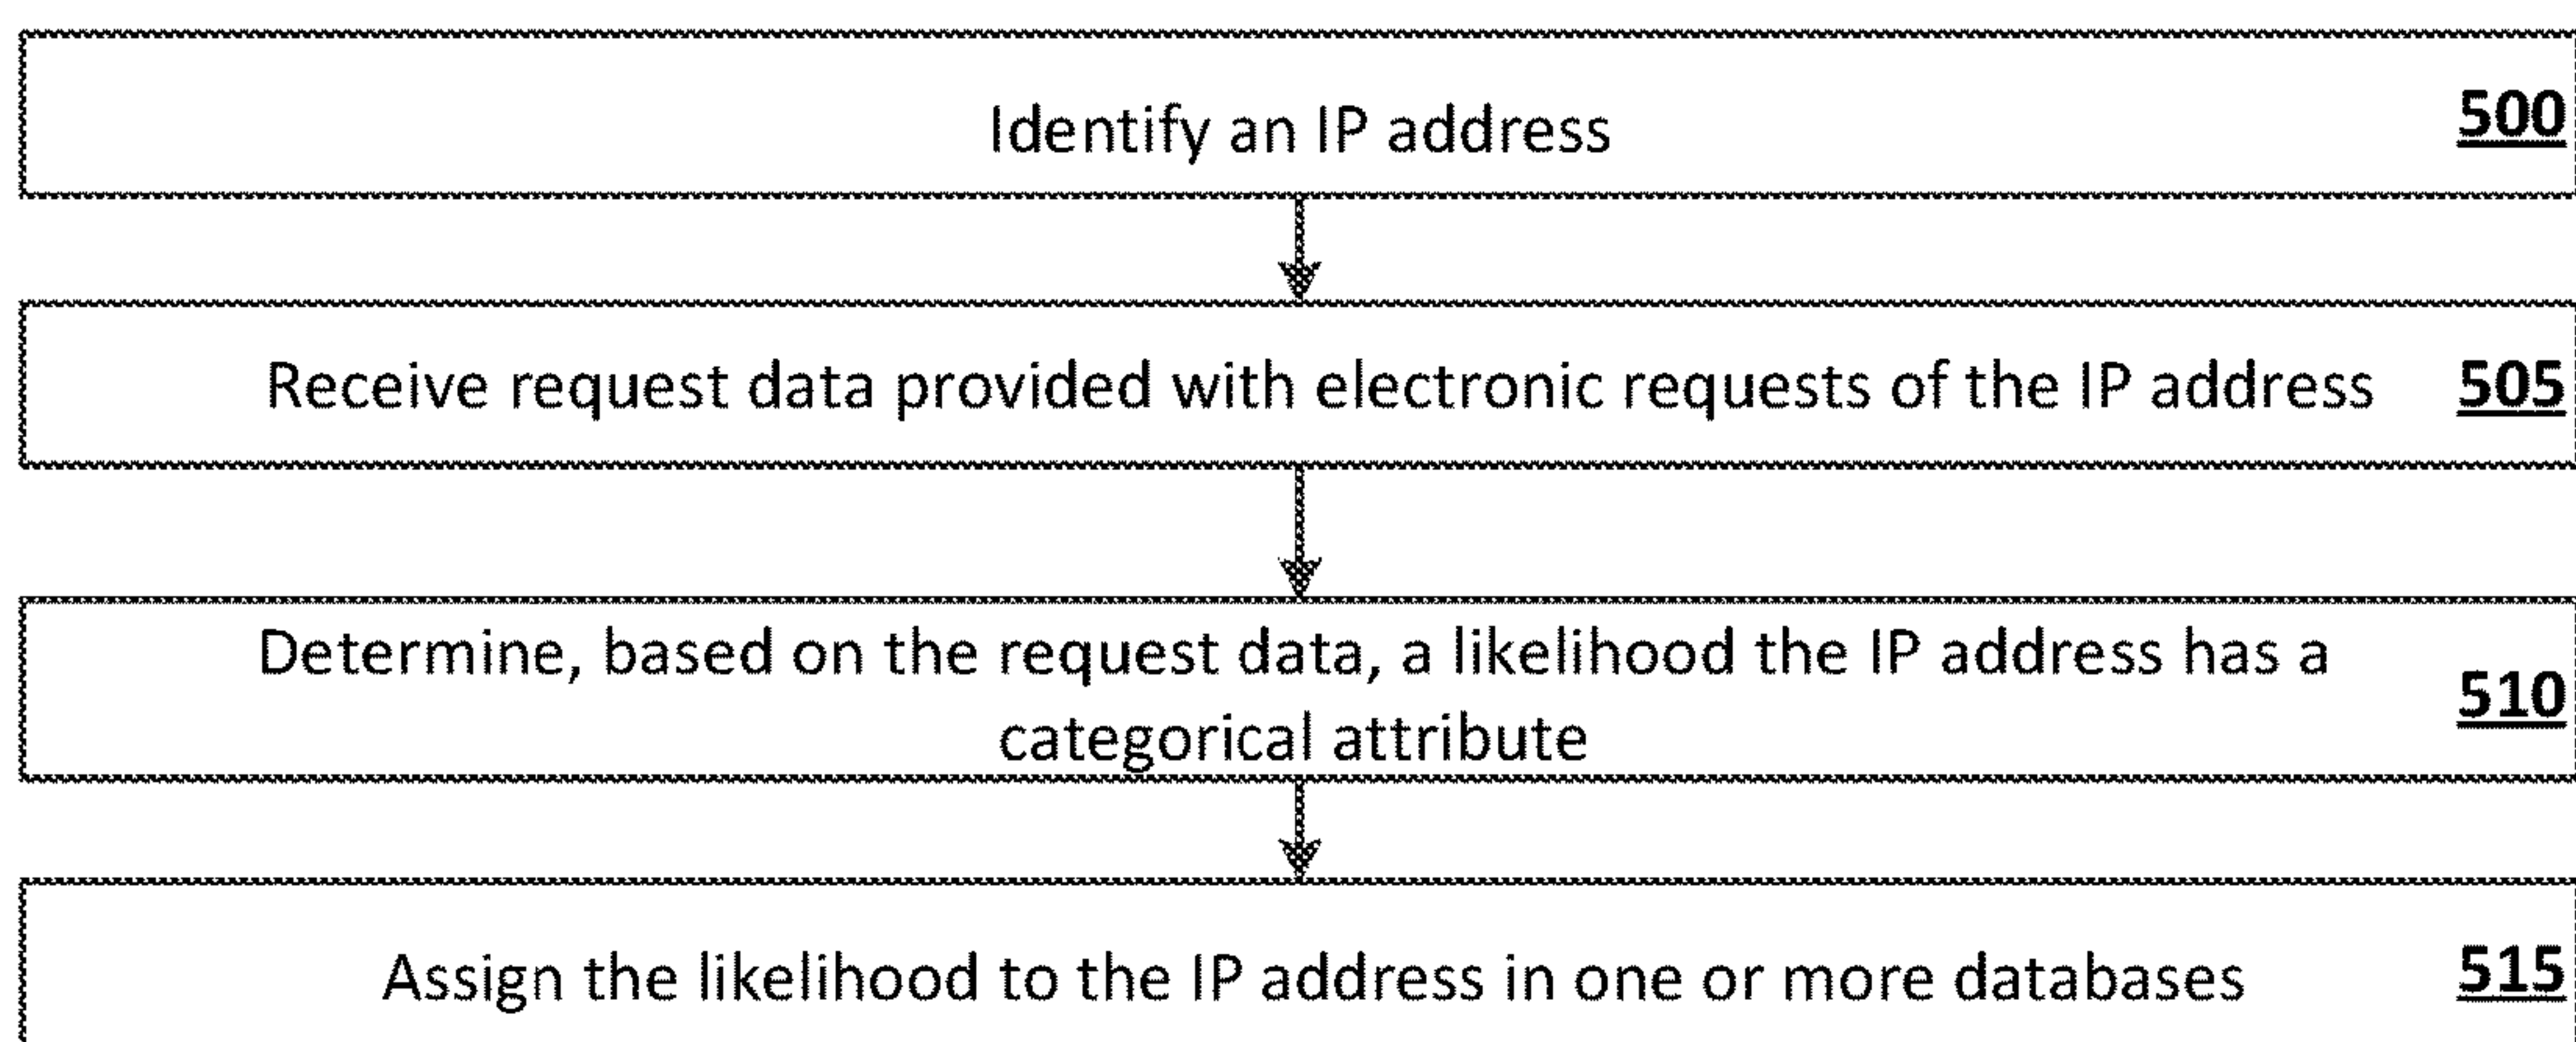 Identify an IP address 500
Receive request data provided with electronic requests of the IP address 505
Determine, based on the request data, a likelihood the IP address has a
categorical attribute 510
Assign the likelihood to the IP address in one or more databases 515